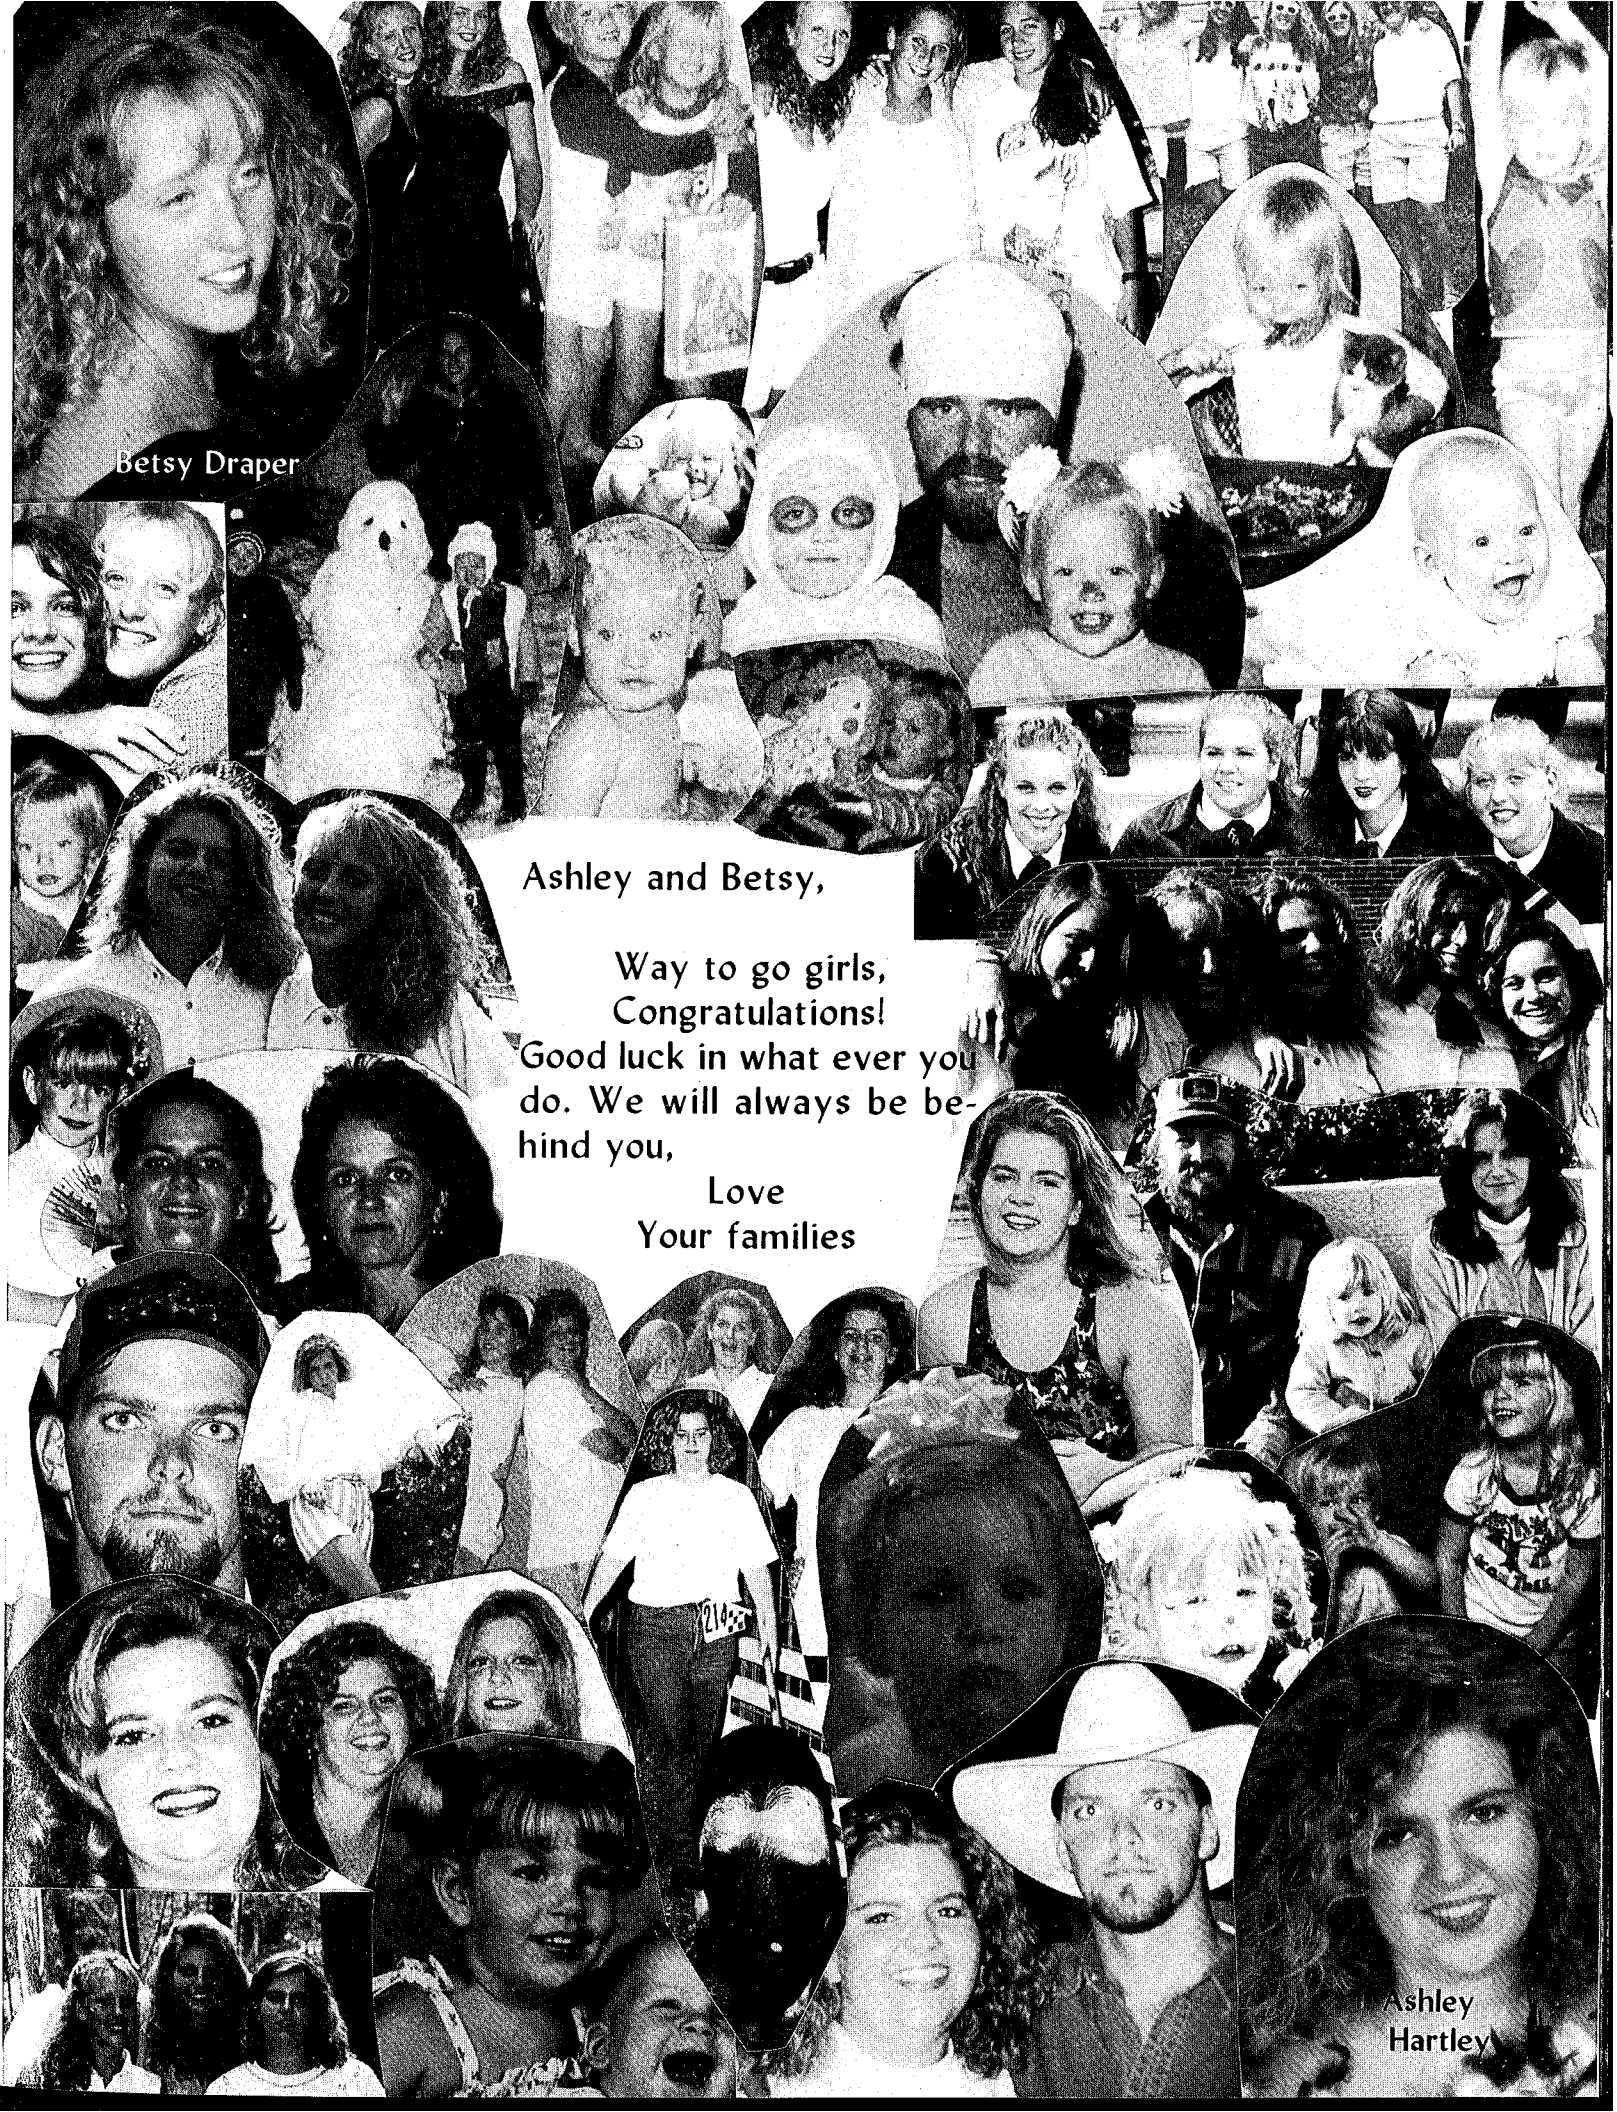 Betsy Draper
Ashley and Betsy,
Way to go girls,
Congratulations!
Good luck in what ever you
do. We will always be be-
hind you,
Love
Your families
214
Ashley
Hartley